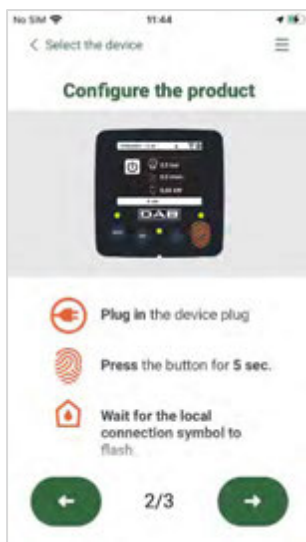 No SIM 11:44
< Select the device
Configure the product
DAB
Plug in the device plug
Press the button for 5 sec.
Wait for the local
connection symbol to
flash.
2/3